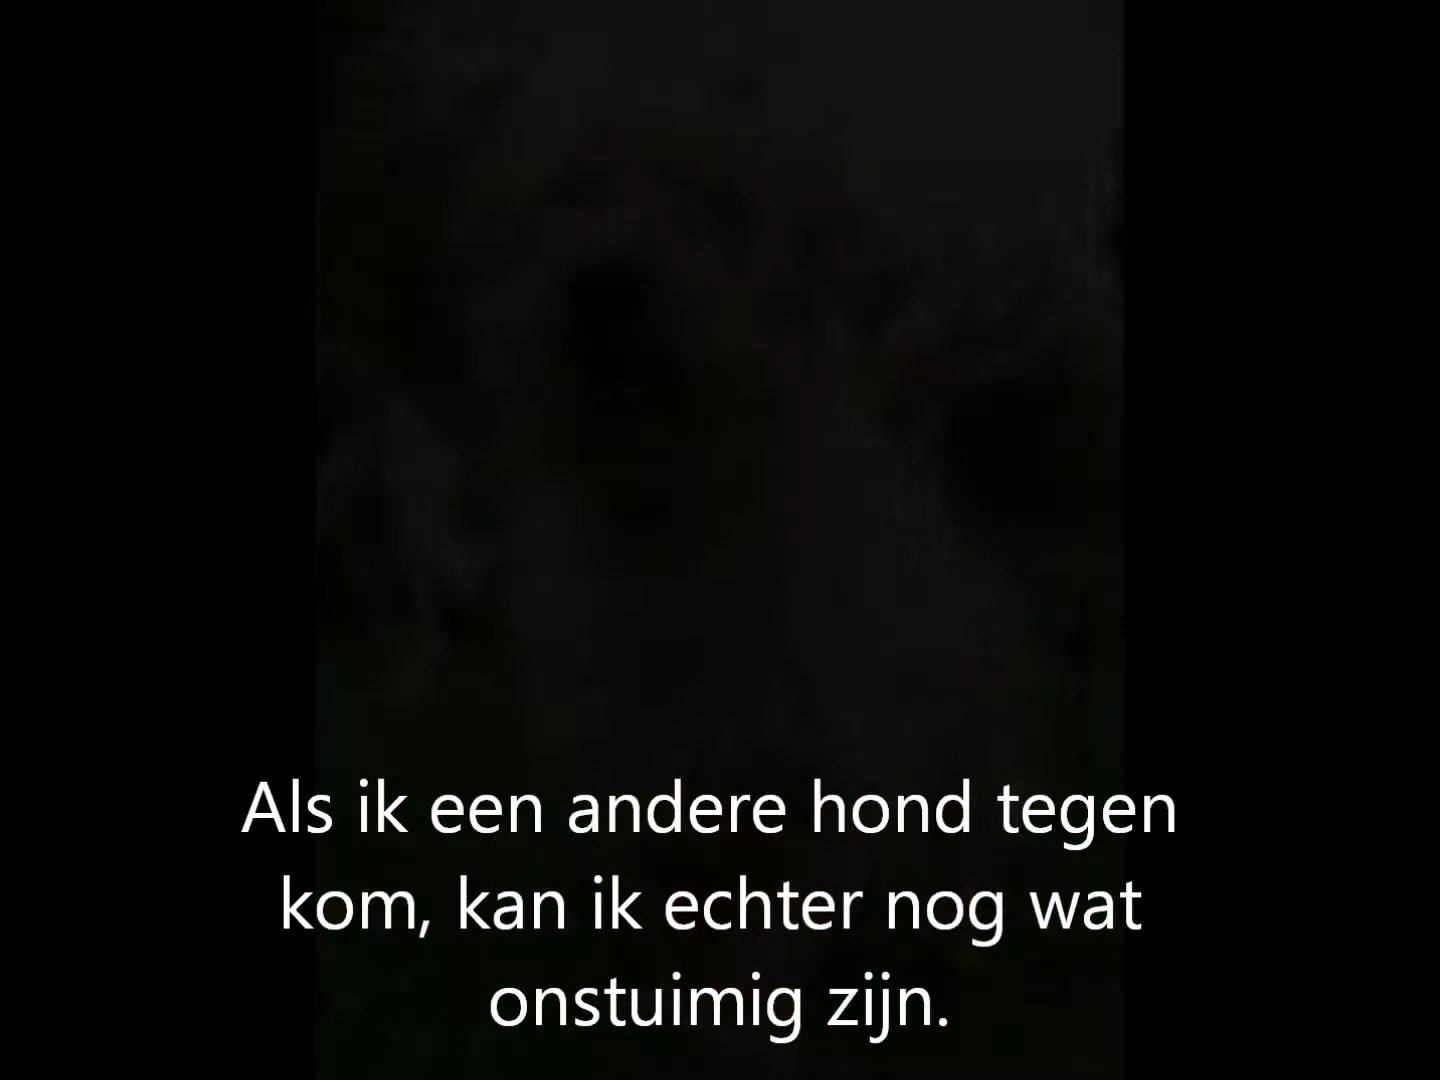 Als ik een andere hond tegen
kom, kan ik echter nog wat
onstuimig zijn.